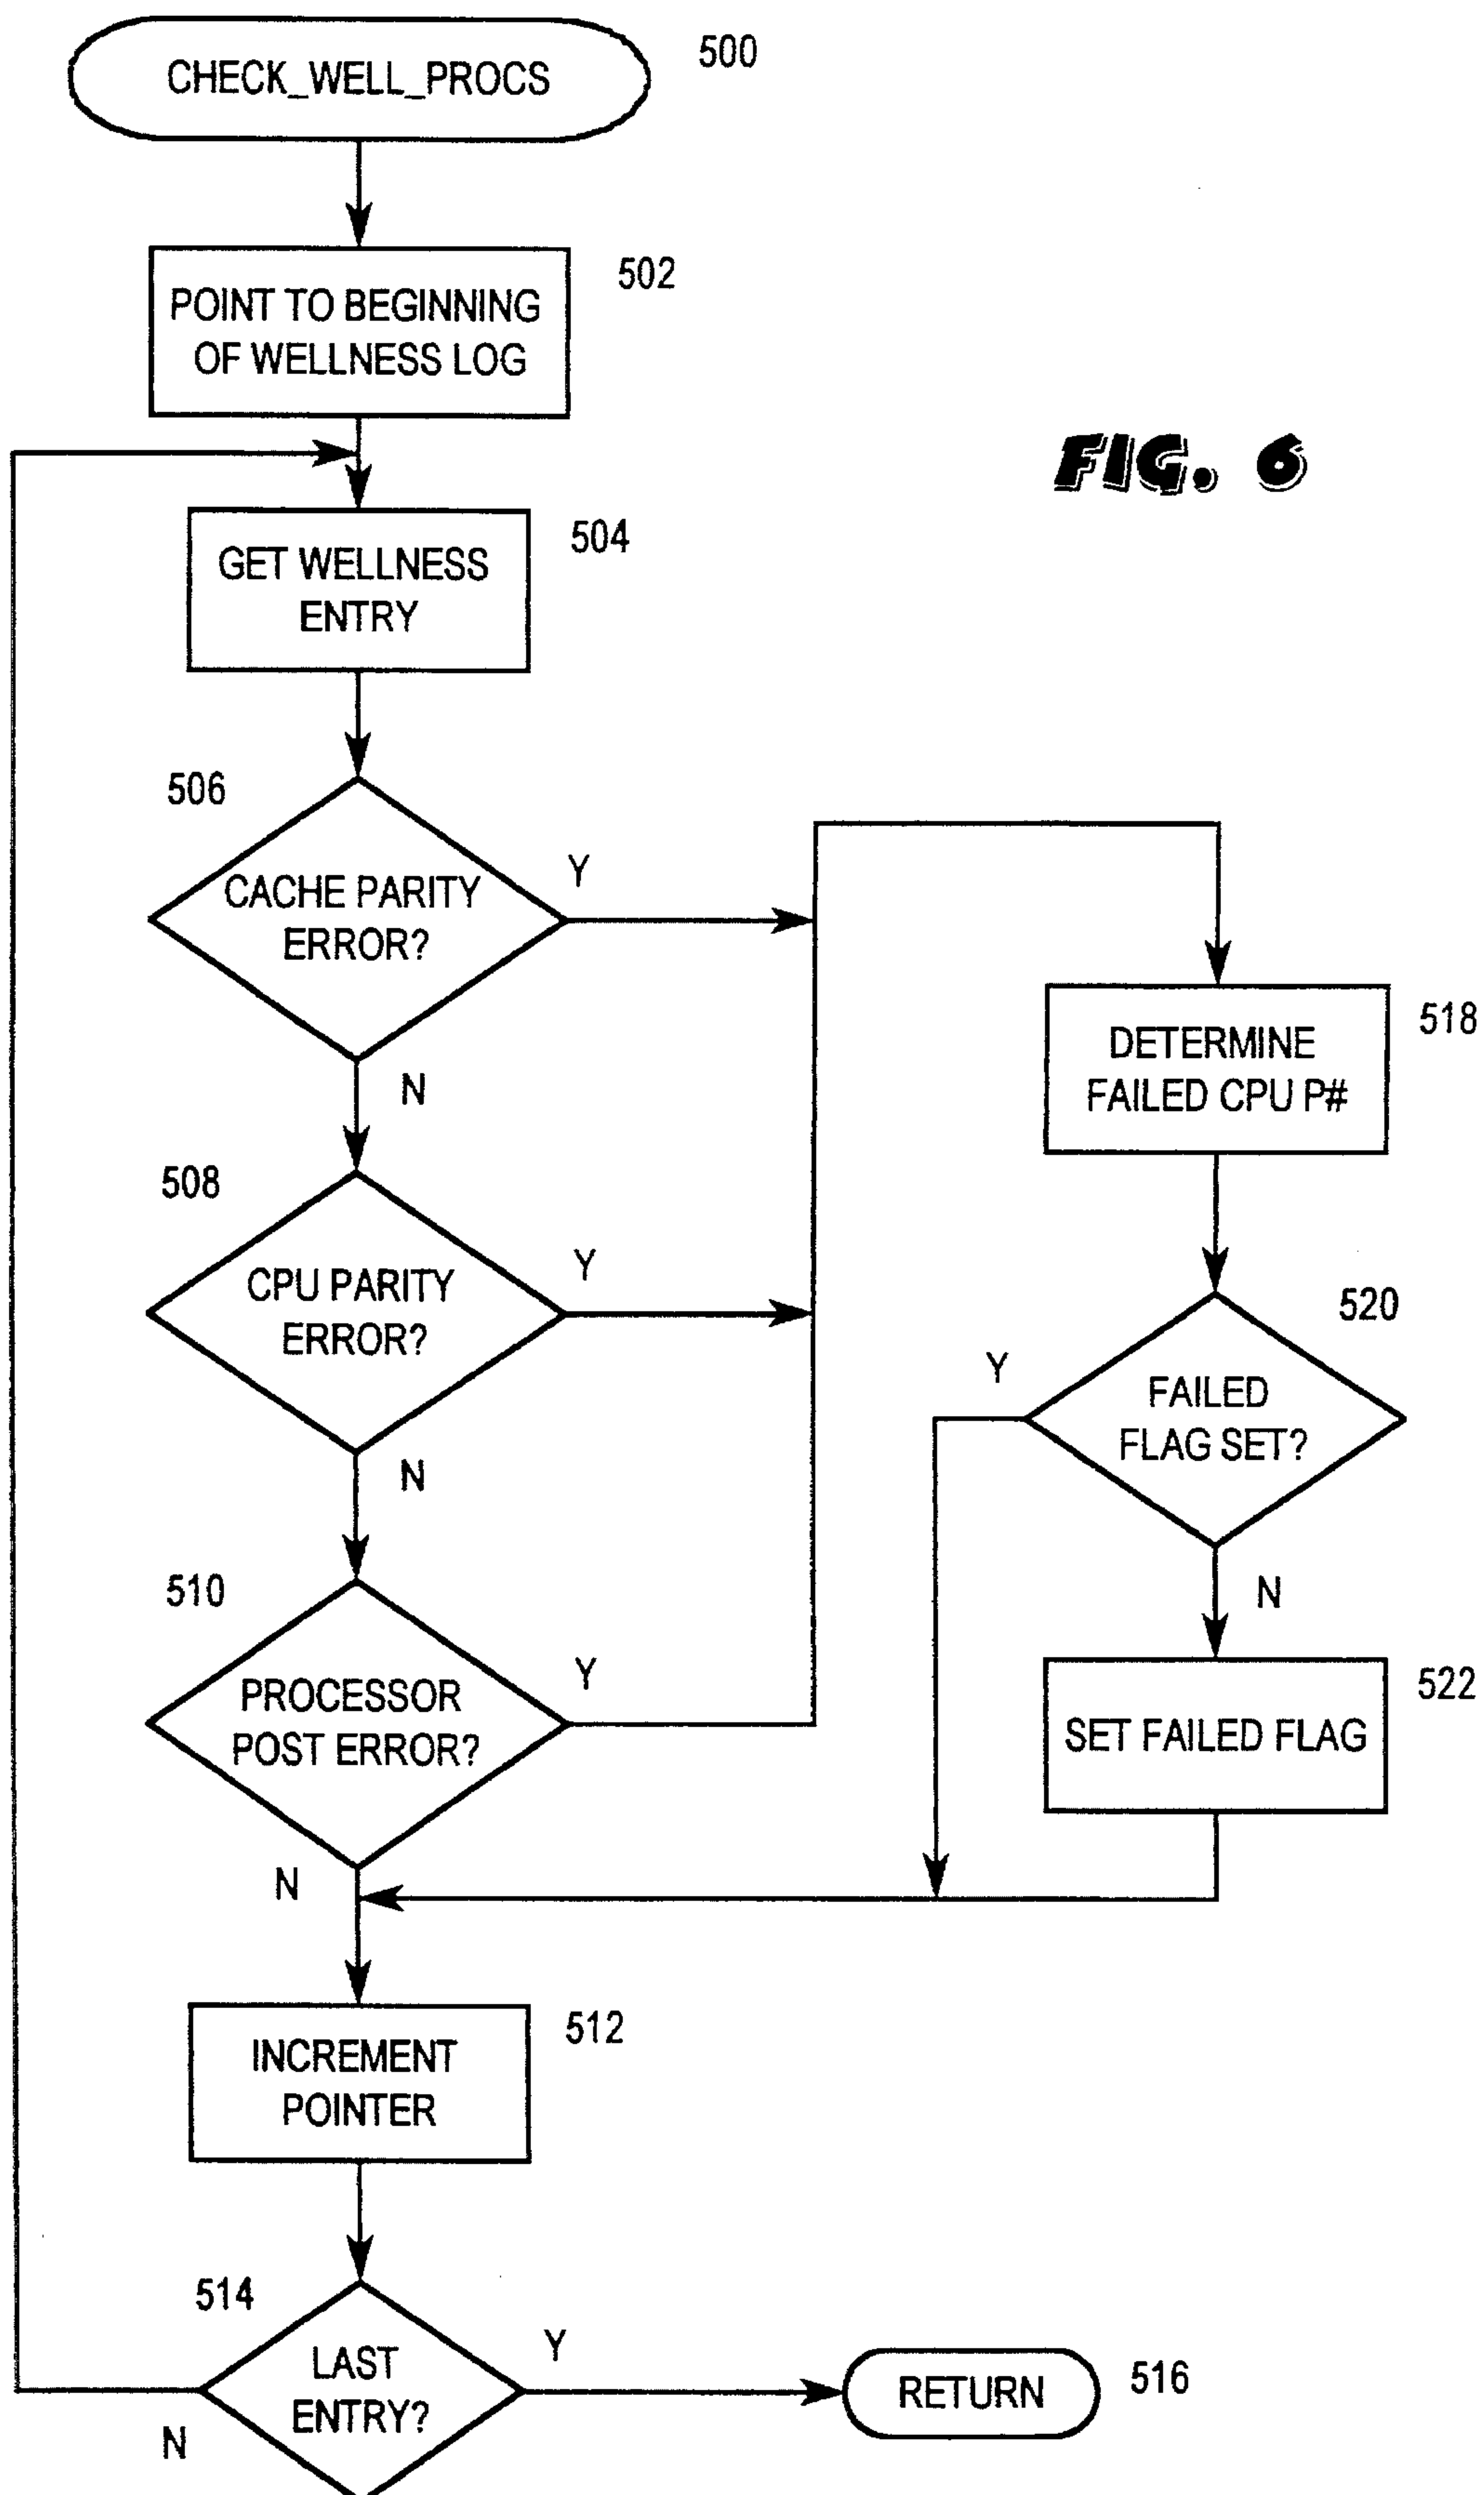 CHECK_WELL_PROCS
500
POINT TO BEGINNING
OF WELLNESS LOG
502
FIG. 6
GET WELLNESS
ENTRY
504
506
CACHE PARITY
ERROR?
Y
N
508
CPU PARITY
ERROR?
Y
N
510
PROCESSOR
POST ERROR?
Y
N
DETERMINE
FAILED CPU P#
518
520
FAILED
FLAG SET?
Y
N
SET FAILED FLAG
522
INCREMENT
POINTER
512
514
LAST
ENTRY?
Y
N
RETURN
516